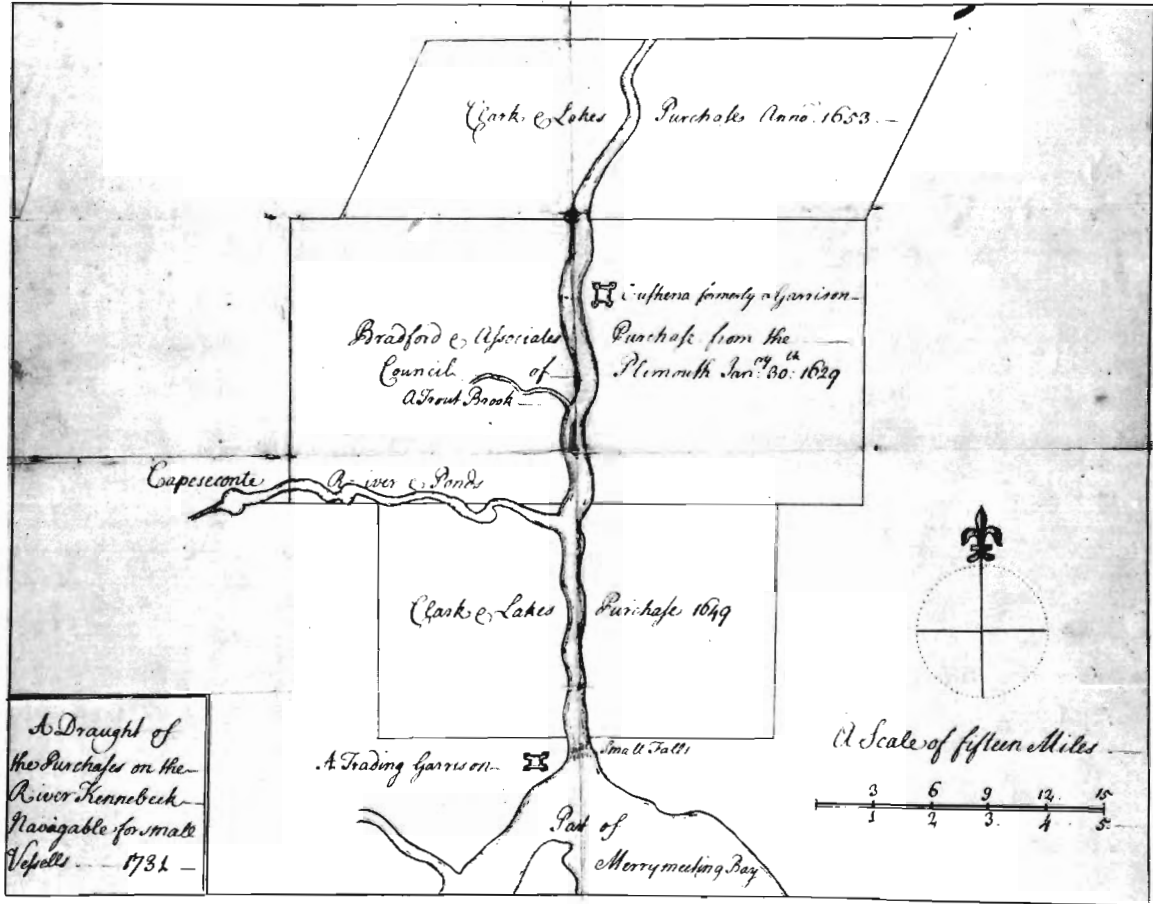 Clark & Lakes Purchase Anno. 1653
Cushena formerly a Garrison
Bradford & Associates Purchase from the
Council of Plimouth Janry 30th 1629
A Trout Brook
Capeseconte River & Ponds
Clark & Lakes Purchase 1649
Small Falls
A Trading Garrison
Part of
Merrymeeting Bay
A Scale of fifteen Miles
3 6 9 12 15
1 2 3 4 5
A Draught of
the Purchases on the
River Kennebeck
Navigable for small
Vessells 1731